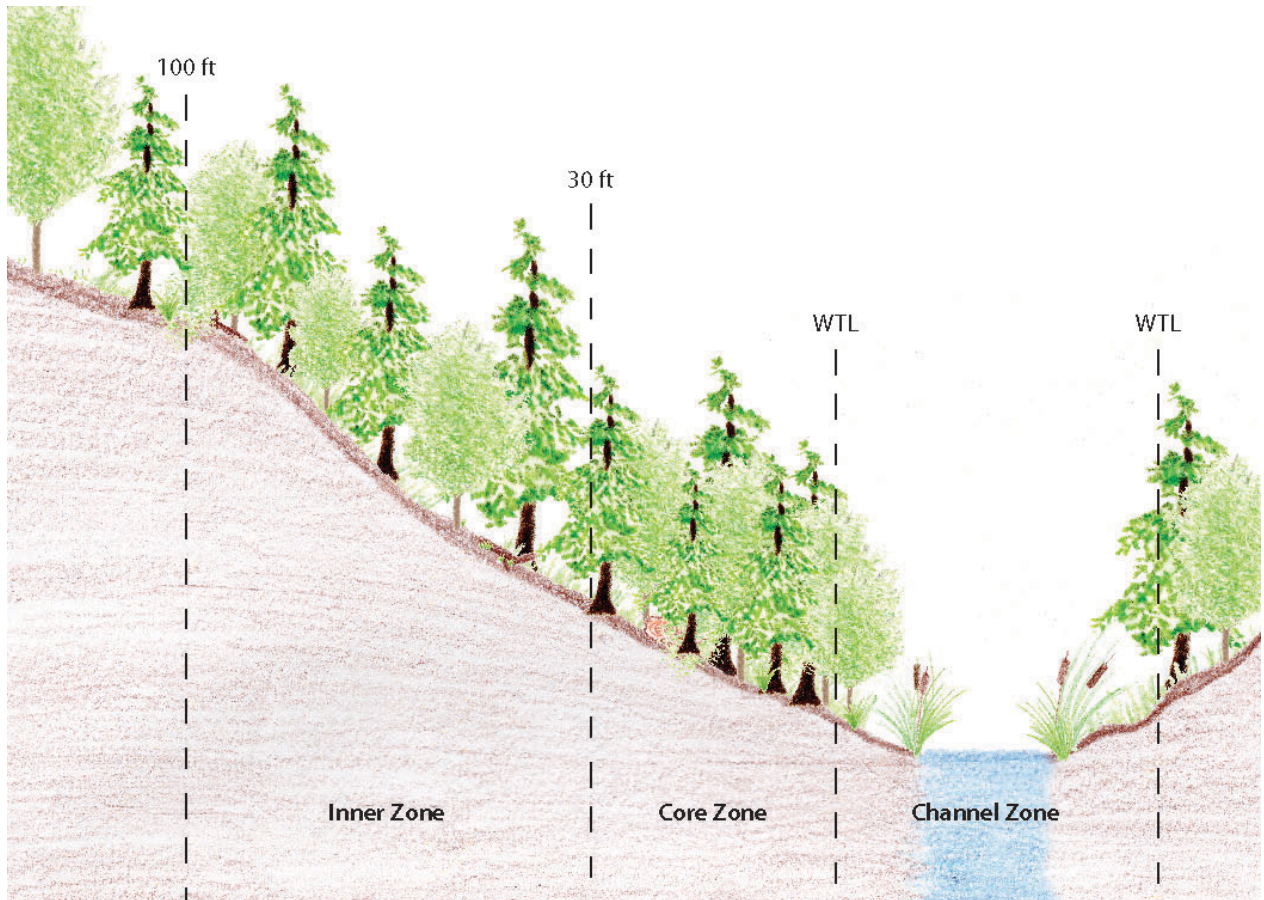 100 ft
30 ft
WTL
WTL
Inner Zone
Core Zone
Channel Zone